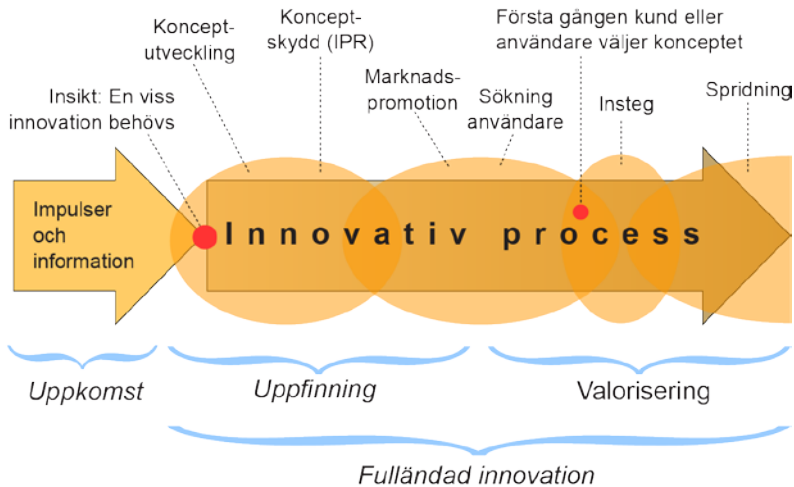 Koncept-
utveckling
Koncept-
skydd (IPR)
Första gången kund eller
användare väljer konceptet
Insikt: En viss
innovation behövs
Marknads-
promotion
Sökning
användare
Insteg
Spridning
Impulser
och
information
Innovativ process
Uppkomst
Uppfinning
Valorisering
Fulländad innovation